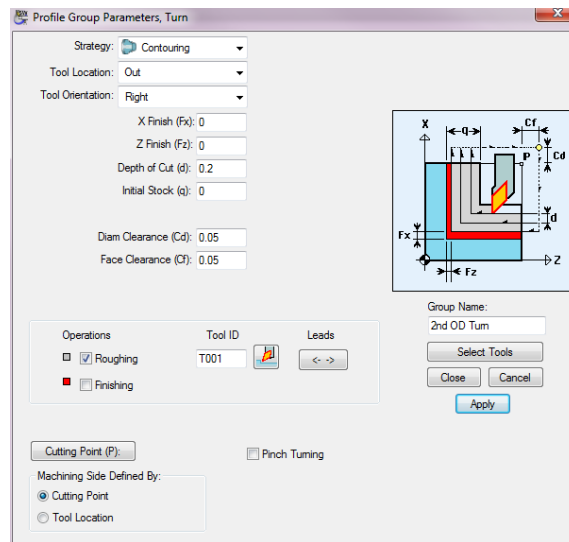 Profile Group Parameters, Turn
Strategy: Contouring
Tool Location: Out
Tool Orientation: Right
X Finish (Fx): 0
Z Finish (Fz): 0
Depth of Cut (d): 0.2
Initial Stock (q): 0
Diam Clearance (Cd): 0.05
Face Clearance (Cf): 0.05
X q Cf
P Cd
d
Fx
Fz Z
Group Name:
2nd OD Turn
Select Tools
Close Cancel
Apply
Operations Tool ID Leads
Roughing T001 <- ->
Finishing
Cutting Point (P):
Pinch Turning
Machining Side Defined By:
Cutting Point
Tool Location